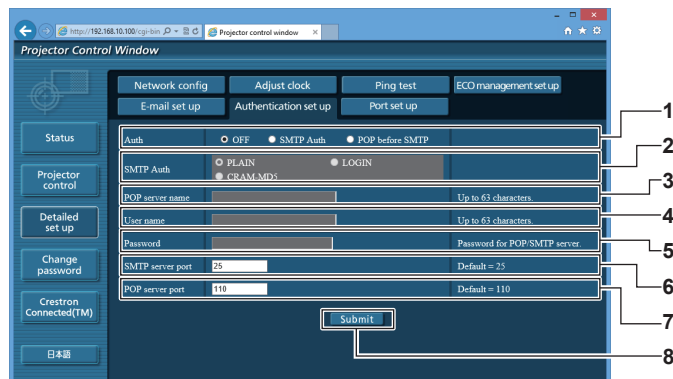 http://192.168.10.100/cgi-bin
Projector control window
Projector Control Window
Network config
Adjust clock
Ping test
ECO management set up
E-mail set up
Authentication set up
Port set up
Status
Projector
control
Detailed
set up
Change
password
Crestron
Connected(TM)
日本語
Auth
OFF
SMTP Auth
POP before SMTP
1
SMTP Auth
PLAIN
LOGIN
CRAM-MD5
2
POP server name
Up to 63 characters.
3
User name
Up to 63 characters.
4
Password
Password for POP/SMTP server.
5
SMTP server port
25
Default = 25
6
POP server port
110
Default = 110
7
Submit
8